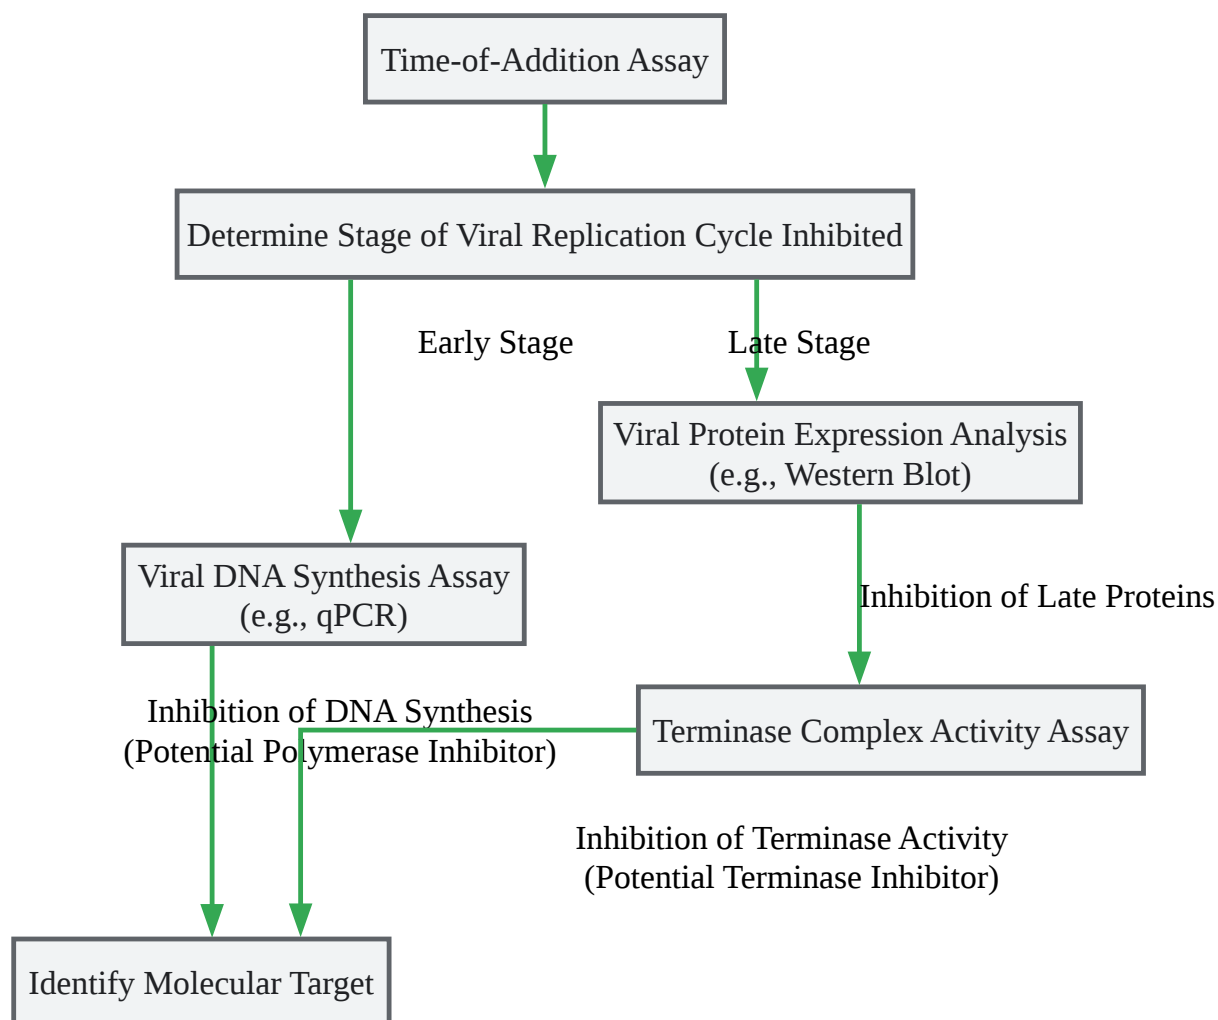 Time-of-Addition Assay
Determine Stage of Viral Replication Cycle Inhibited
Early Stage
Late Stage
Viral Protein Expression Analysis
(e.g., Western Blot)
Viral DNA Synthesis Assay
(e.g., qPCR)
Inhibition of Late Proteins
Inhibition of DNA Synthesis
(Potential Polymerase Inhibitor)
Terminase Complex Activity Assay
Inhibition of Terminase Activity
(Potential Terminase Inhibitor)
Identify Molecular Target